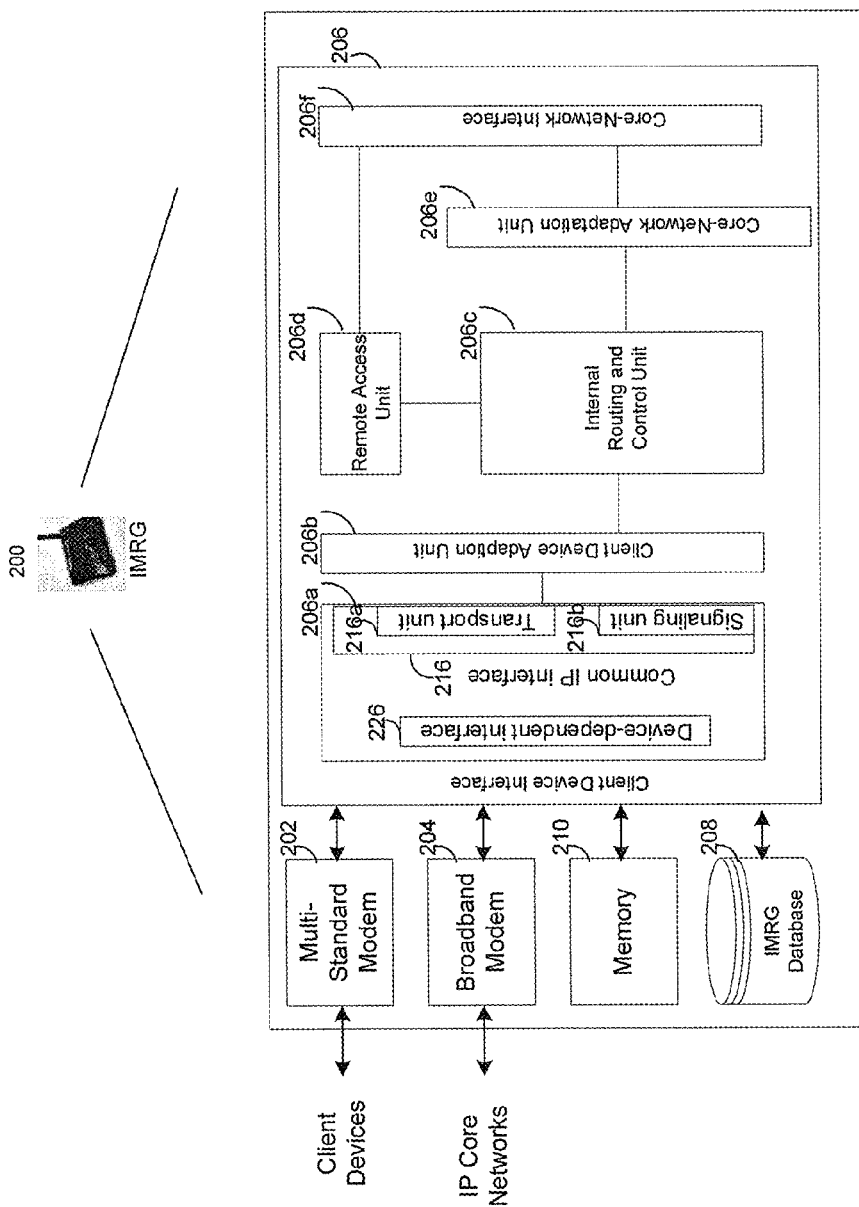 200
IMRG
Client
Devices
IP Core
Networks
202
Multi-
Standard
Modem
204
Broadband
Modem
210
Memory
208
IMRG
Database
206
Client Device Interface
206a
226
Device-dependent interface
Common IP interface
216
216a
Transport unit
216b
Signaling unit
206b
Client Device Adaption Unit
206d
Remote Access
Unit
206c
Internal
Routing and
Control Unit
206e
Core-Network Adaptation Unit
206f
Core-Network Interface